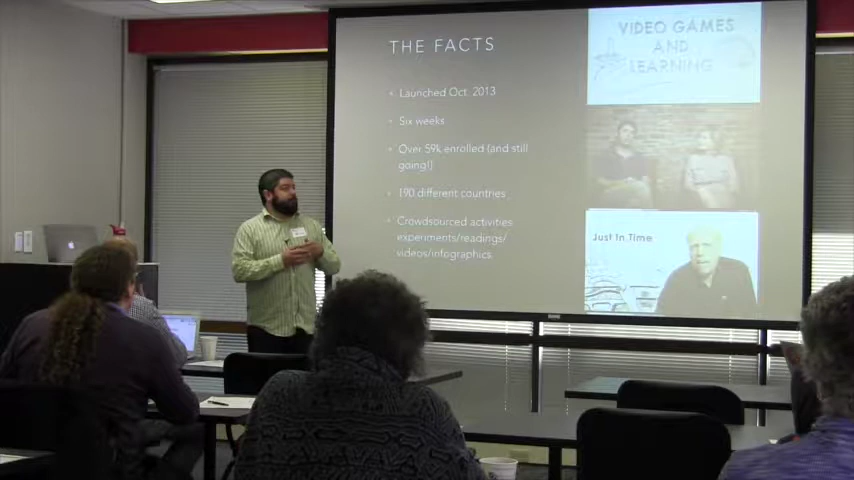 THE FACTS
Launched Oct. 2013
Six weeks
Over 59k enrolled (and still
going!)
190 different countries
Crowdsourced activities
experiments/readings/
videos/infographics
VIDEO GAMES
AND
LEARNING
Just In Time